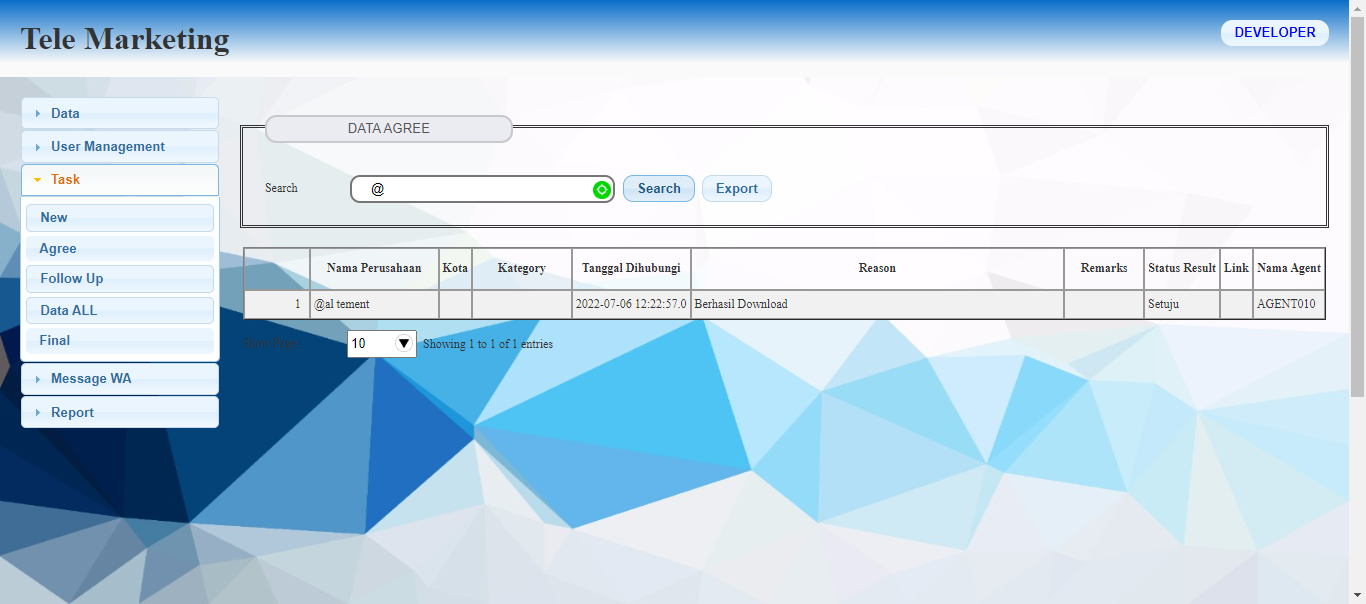 Tele Marketing
DEVELOPER
Data
User Management
Task
New
Agree
Follow Up
Data ALL
Final
Message WA
Report
DATA AGREE
Search @ Search Export
Nama Perusahaan Kota Kategory Tanggal Dihubungi Reason Remarks Status Result Link Nama Agent
1 @al tement 2022-07-06 12:22:57.0 Berhasil Download Setuju AGENT010
10 Showing 1 to 1 of 1 entries